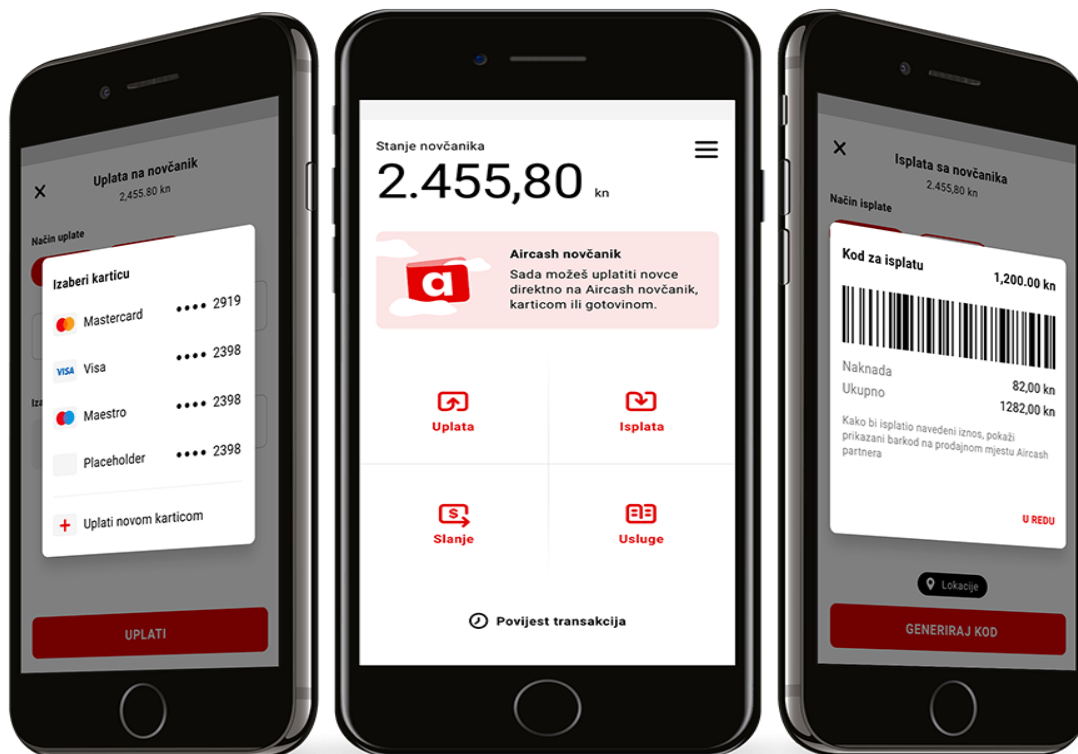 Uplata na novčanik
2,455.80 kn
Način uplate
Izaberi karticu
Mastercard •••• 2919
VISA Visa •••• 2398
Maestro •••• 2398
Placeholder •••• 2398
+ Uplati novom karticom
UPLATI
Stanje novčanika
2.455,80 kn
a
Aircash novčanik
Sada možeš uplatiti novce
direktno na Aircash novčanik,
karticom ili gotovinom.
Uplata
Isplata
Slanje
Usluge
Povijest transakcija
Isplata sa novčanika
2.455,80 kn
Način isplate
Kod za isplatu
1,200.00 kn
Naknada 82,00 kn
Ukupno 1282,00 kn
Kako bi isplatio navedeni iznos, pokaži
prikazani barkod na prodajnom mjestu Aircash
partnera
U REDU
Lokacije
GENERIRAJ KOD